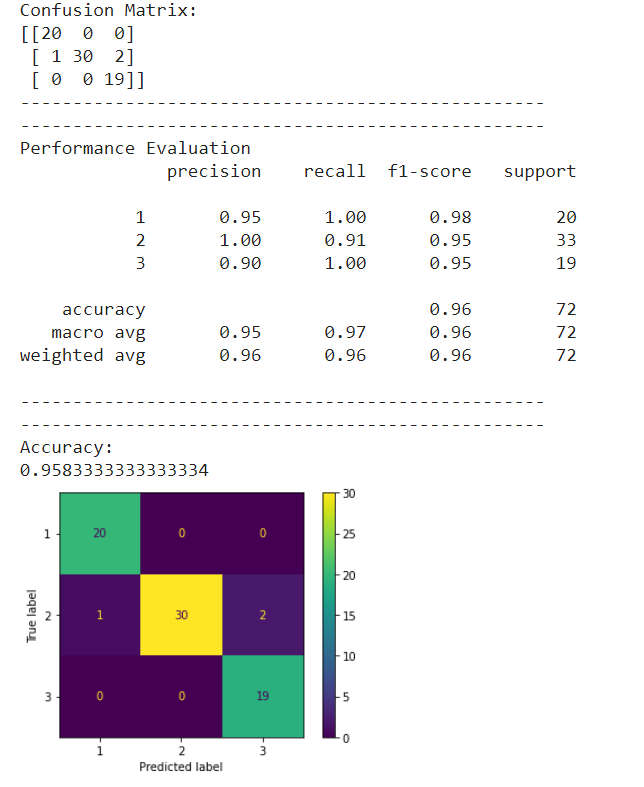 Confusion Matrix:
[[20  0  0]
 [ 1 30  2]
 [ 0  0 19]]
--------------------------------------------------
--------------------------------------------------
Performance Evaluation
              precision    recall  f1-score   support

           1       0.95      1.00      0.98        20
           2       1.00      0.91      0.95        33
           3       0.90      1.00      0.95        19

    accuracy                           0.96        72
   macro avg       0.95      0.97      0.96        72
weighted avg       0.96      0.96      0.96        72

--------------------------------------------------
--------------------------------------------------
Accuracy:
0.9583333333333334
30
1 20 0 0
25
20
True label
2 1 30 2
15
10
3 0 0 19
5
0
1 2 3
Predicted label